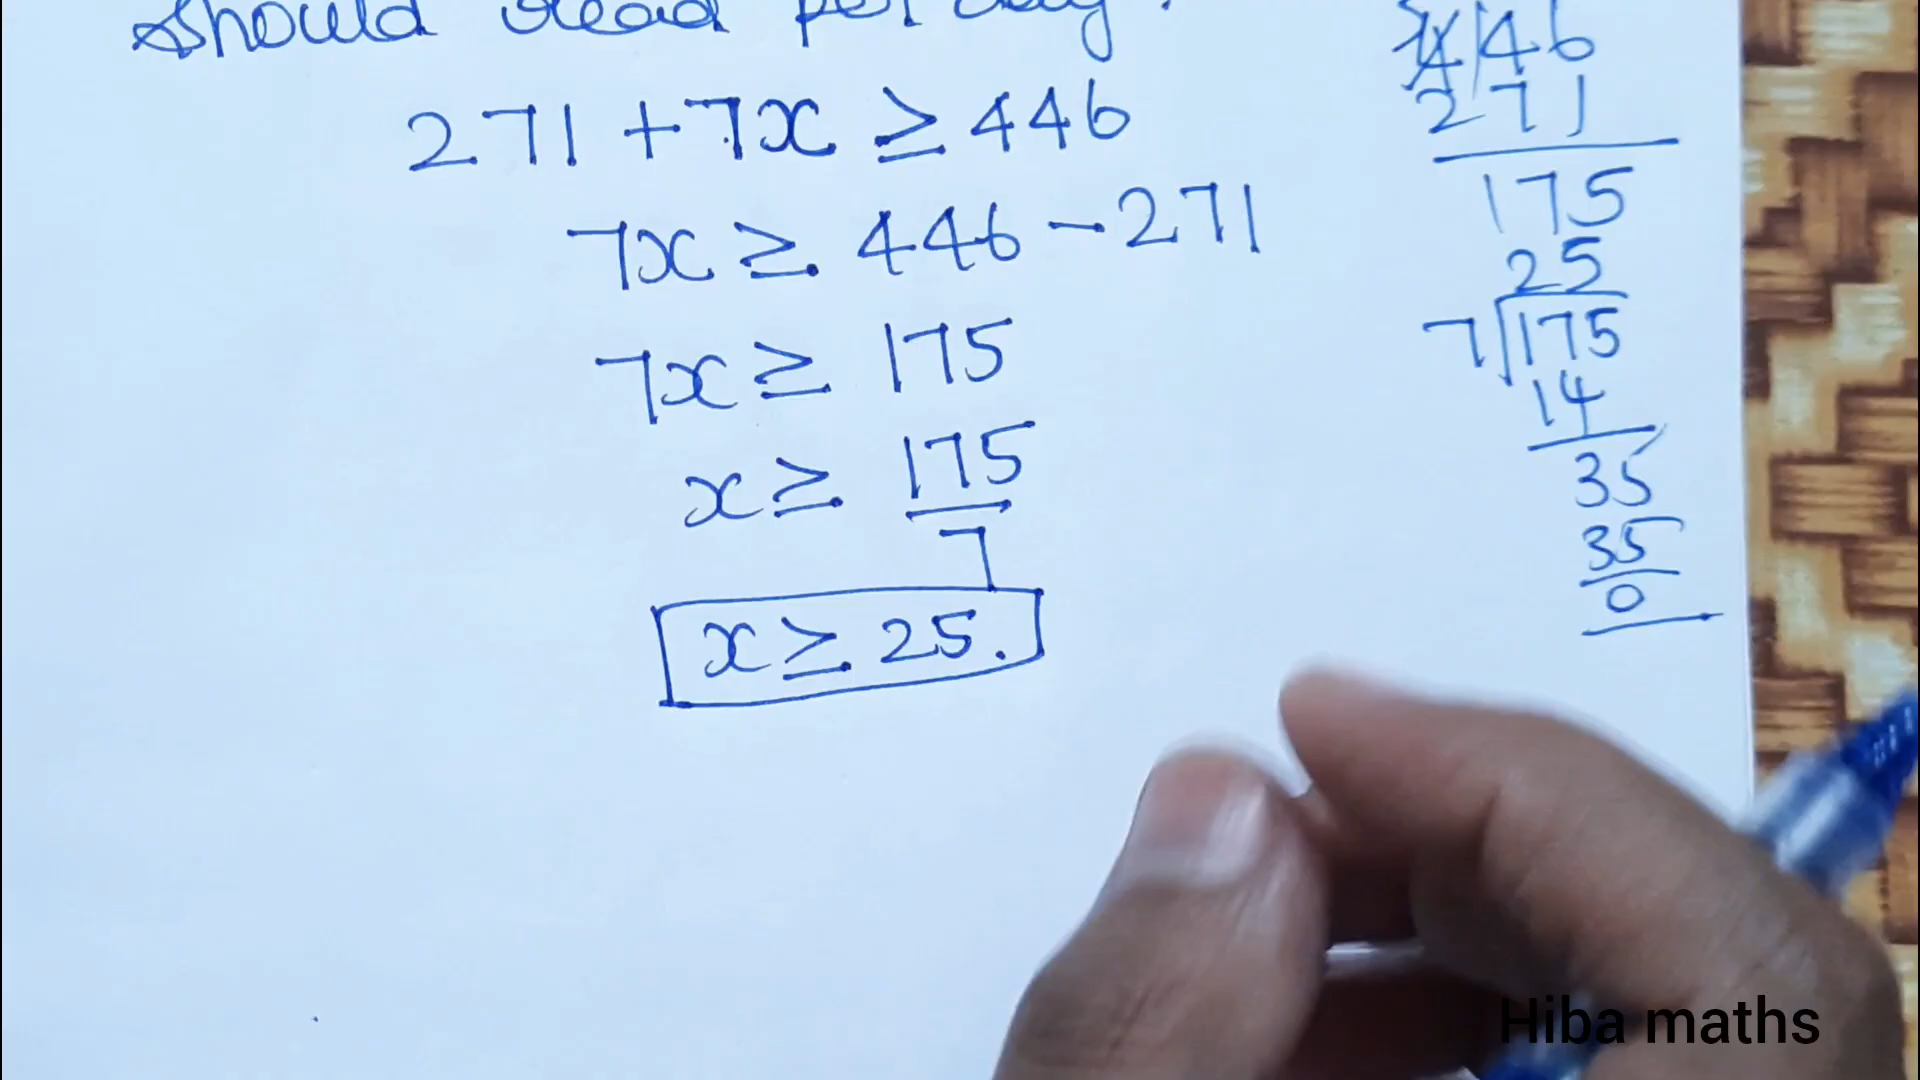 should read per day.
271 + 7x ≥ 446
7x ≥ 446 - 271
7x ≥ 175
x ≥ 175
7
x ≥ 25.
446
271
175
25
7 175
14
35
35
0
Hiba maths